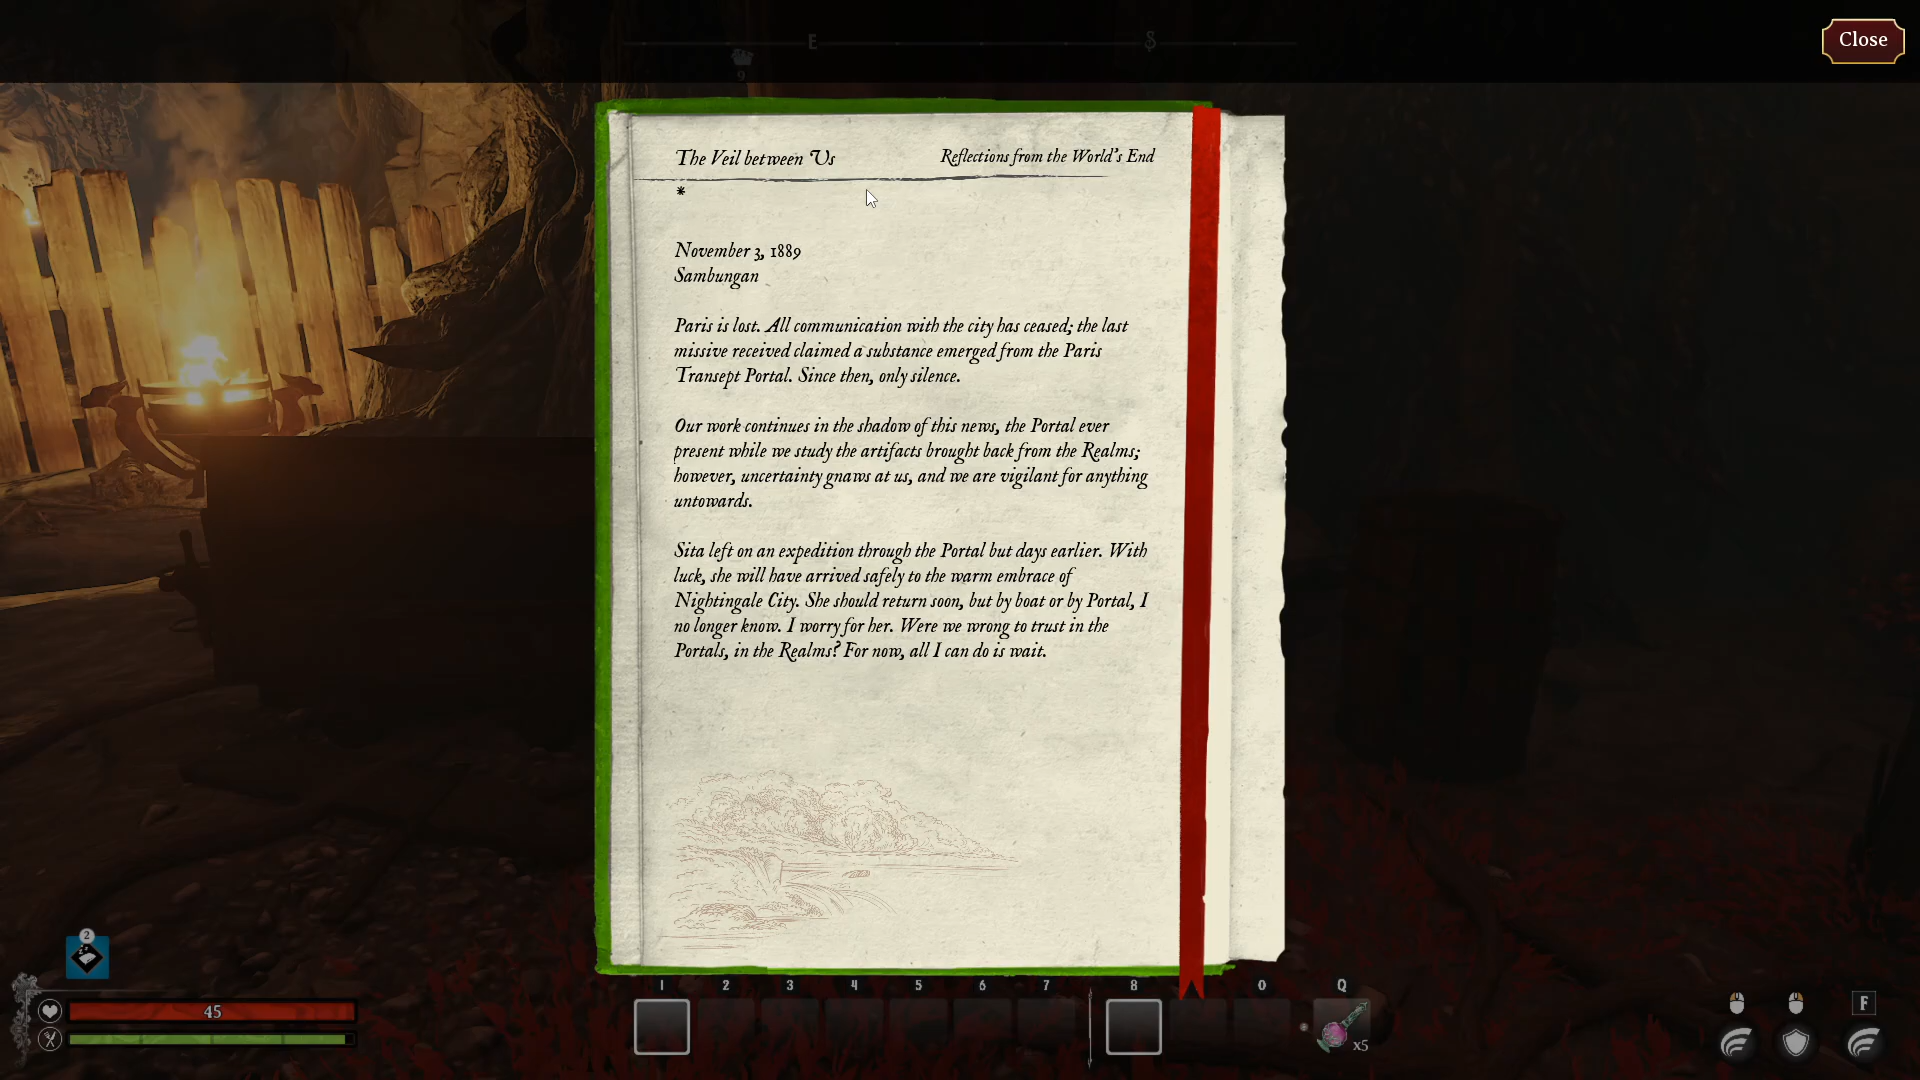 E
S
9
Close
The Veil between Us
Reflections from the World's End
*
November 3, 1889
Sambungan
Paris is lost. All communication with the city has ceased; the last
missive received claimed a substance emerged from the Paris
Transept Portal. Since then, only silence.
Our work continues in the shadow of this news, the Portal ever
present while we study the artifacts brought back from the Realms;
however, uncertainty gnaws at us, and we are vigilant for anything
untowards.
Sita left on an expedition through the Portal but days earlier. With
luck, she will have arrived safely to the warm embrace of
Nightingale City. She should return soon, but by boat or by Portal, I
no longer know. I worry for her. Were we wrong to trust in the
Portals, in the Realms? For now, all I can do is wait.
2
45
1 2 3 4 5 6 7 8 0 Q
x5
F